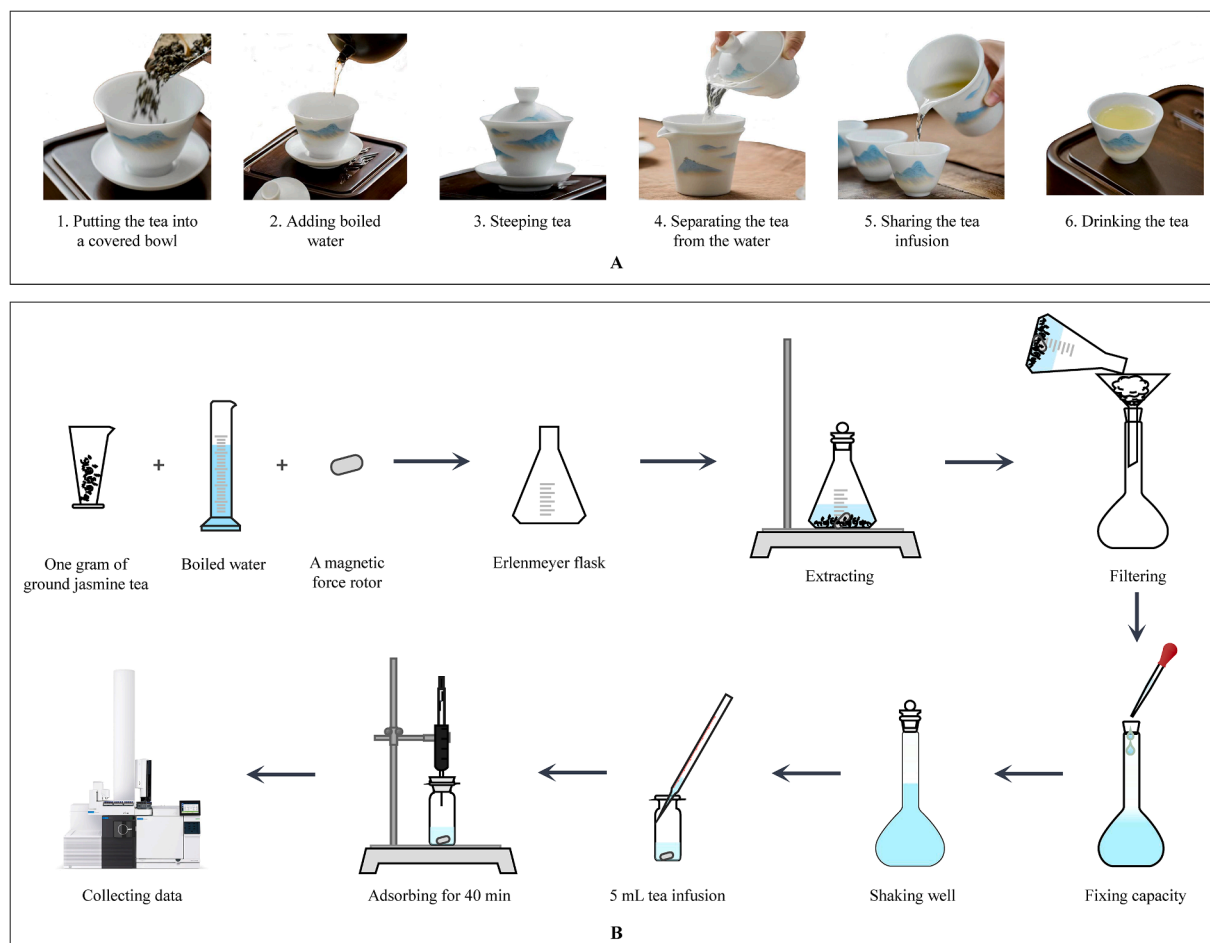 1. Putting the tea into
a covered bowl
2. Adding boiled
water
3. Steeping tea
4. Separating the tea
from the water
5. Sharing the tea
infusion
6. Drinking the tea
A
+
+
One gram of
ground jasmine tea
Boiled water
A magnetic
force rotor
Erlenmeyer flask
Extracting
Filtering
Collecting data
Adsorbing for 40 min
5 mL tea infusion
Shaking well
Fixing capacity
B